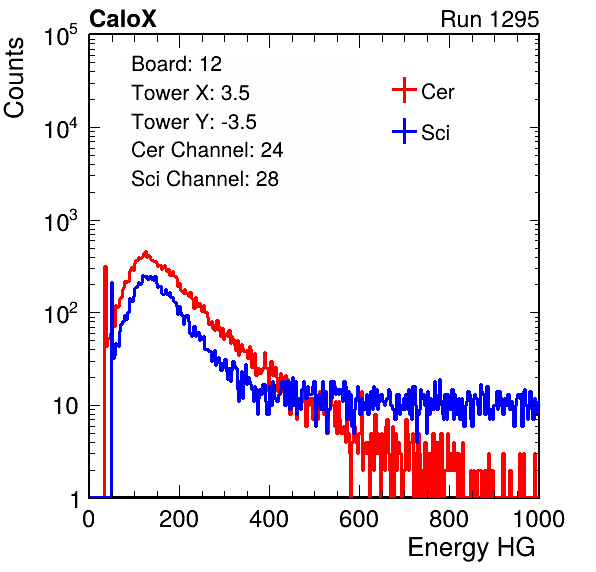 CaloX Run 1295
Counts
Board: 12
Tower X: 3.5
Tower Y: -3.5
Cer Channel: 24
Sci Channel: 28
Cer
Sci
10^5
10^4
10^3
10^2
10
1
0 200 400 600 800 1000
Energy HG